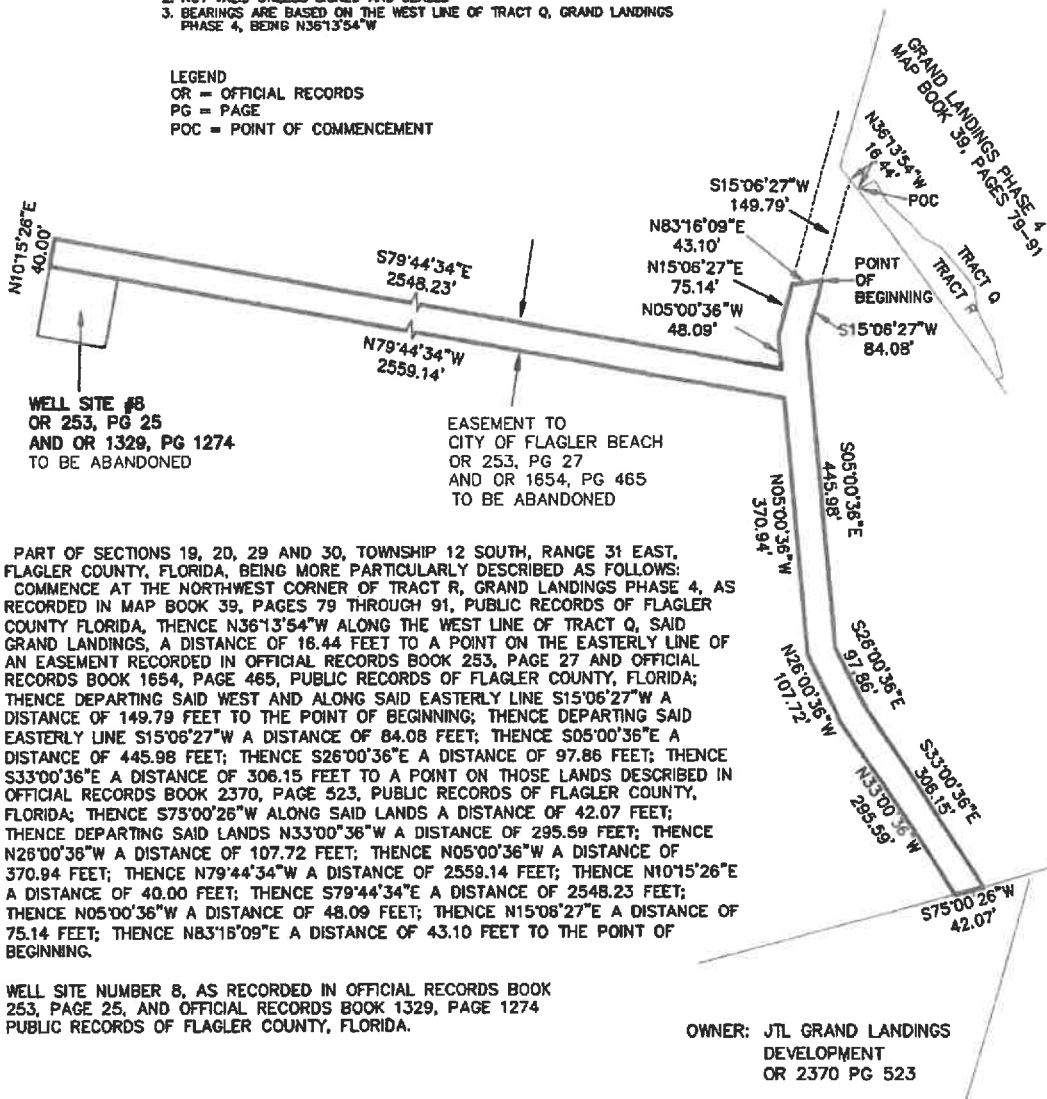 3. BEARINGS ARE BASED ON THE WEST LINE OF TRACT Q, GRAND LANDINGS
PHASE 4, BEING N36°13'54"W
LEGEND
OR = OFFICIAL RECORDS
PG = PAGE
POC = POINT OF COMMENCEMENT
GRAND LANDINGS PHASE 4
MAP BOOK 39, PAGES 79-91
N36°13'54"W
16.44'
POC
S15°06'27"W
149.79'
N83°16'09"E
43.10'
N15°06'27"E
75.14'
N05°00'36"W
48.09'
POINT
OF
BEGINNING
TRACT Q
TRACT R
S15°06'27"W
84.08'
N10°15'26"E
40.00'
S79°44'34"E
2548.23'
N79°44'34"W
2559.14'
WELL SITE #8
OR 253, PG 25
AND OR 1329, PG 1274
TO BE ABANDONED
EASEMENT TO
CITY OF FLAGLER BEACH
OR 253, PG 27
AND OR 1654, PG 465
TO BE ABANDONED
S05°00'36"E
445.98'
N05°00'36"W
370.94'
S26°00'36"E
97.86'
N26°00'36"W
107.72'
S33°00'36"E
306.15'
N33°00'36"W
295.59'
S75°00'26"W
42.07'
PART OF SECTIONS 19, 20, 29 AND 30, TOWNSHIP 12 SOUTH, RANGE 31 EAST,
FLAGLER COUNTY, FLORIDA, BEING MORE PARTICULARLY DESCRIBED AS FOLLOWS:
COMMENCE AT THE NORTHWEST CORNER OF TRACT R, GRAND LANDINGS PHASE 4, AS
RECORDED IN MAP BOOK 39, PAGES 79 THROUGH 91, PUBLIC RECORDS OF FLAGLER
COUNTY FLORIDA, THENCE N36°13'54"W ALONG THE WEST LINE OF TRACT Q, SAID
GRAND LANDINGS, A DISTANCE OF 16.44 FEET TO A POINT ON THE EASTERLY LINE OF
AN EASEMENT RECORDED IN OFFICIAL RECORDS BOOK 253, PAGE 27 AND OFFICIAL
RECORDS BOOK 1654, PAGE 465, PUBLIC RECORDS OF FLAGLER COUNTY, FLORIDA;
THENCE DEPARTING SAID WEST AND ALONG SAID EASTERLY LINE S15°06'27"W A
DISTANCE OF 149.79 FEET TO THE POINT OF BEGINNING; THENCE DEPARTING SAID
EASTERLY LINE S15°06'27"W A DISTANCE OF 84.08 FEET; THENCE S05°00'36"E A
DISTANCE OF 445.98 FEET; THENCE S26°00'36"E A DISTANCE OF 97.86 FEET; THENCE
S33°00'36"E A DISTANCE OF 306.15 FEET TO A POINT ON THOSE LANDS DESCRIBED IN
OFFICIAL RECORDS BOOK 2370, PAGE 523, PUBLIC RECORDS OF FLAGLER COUNTY,
FLORIDA; THENCE S75°00'26"W ALONG SAID LANDS A DISTANCE OF 42.07 FEET;
THENCE DEPARTING SAID LANDS N33°00'36"W A DISTANCE OF 295.59 FEET; THENCE
N26°00'36"W A DISTANCE OF 107.72 FEET; THENCE N05°00'36"W A DISTANCE OF
370.94 FEET; THENCE N79°44'34"W A DISTANCE OF 2559.14 FEET; THENCE N10°15'26"E
A DISTANCE OF 40.00 FEET; THENCE S79°44'34"E A DISTANCE OF 2548.23 FEET;
THENCE N05°00'36"W A DISTANCE OF 48.09 FEET; THENCE N15°06'27"E A DISTANCE OF
75.14 FEET; THENCE N83°16'09"E A DISTANCE OF 43.10 FEET TO THE POINT OF
BEGINNING.
WELL SITE NUMBER 8, AS RECORDED IN OFFICIAL RECORDS BOOK
253, PAGE 25, AND OFFICIAL RECORDS BOOK 1329, PAGE 1274
PUBLIC RECORDS OF FLAGLER COUNTY, FLORIDA.
OWNER: JTL GRAND LANDINGS
DEVELOPMENT
OR 2370 PG 523